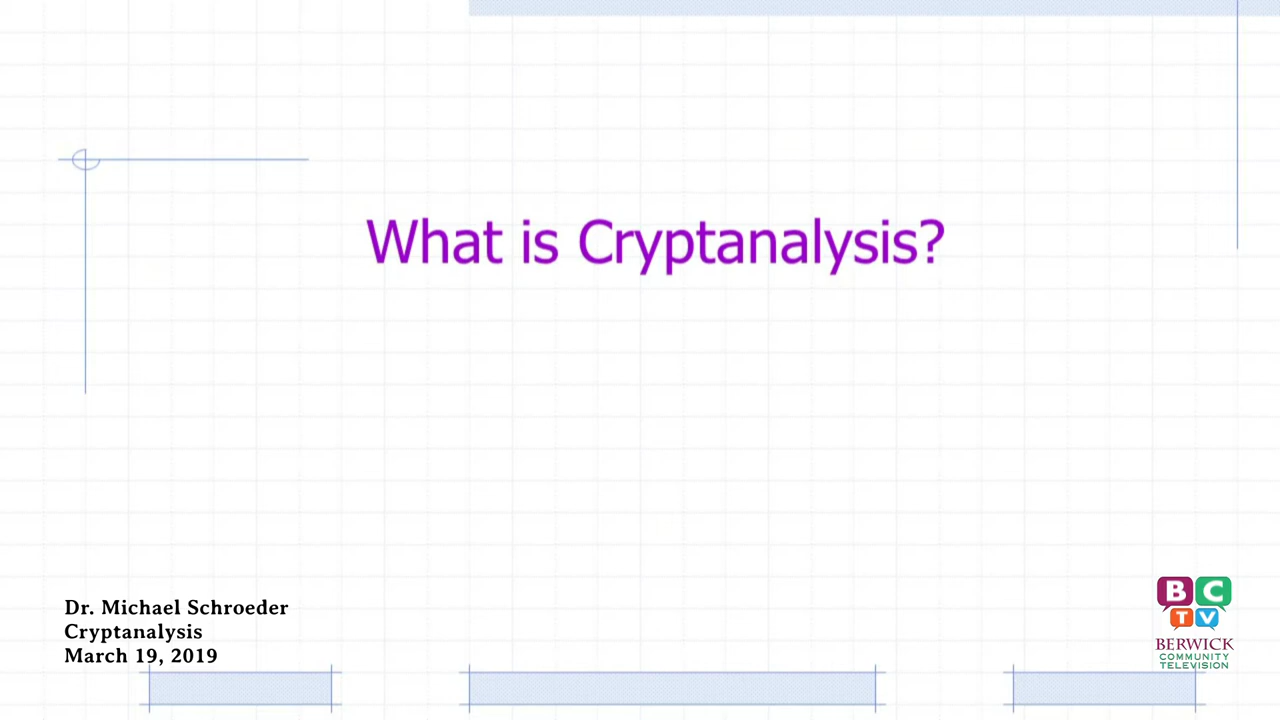 What is Cryptanalysis?
Dr. Michael Schroeder
Cryptanalysis
March 19, 2019
B C
T V
BERWICK
COMMUNITY
TELEVISION